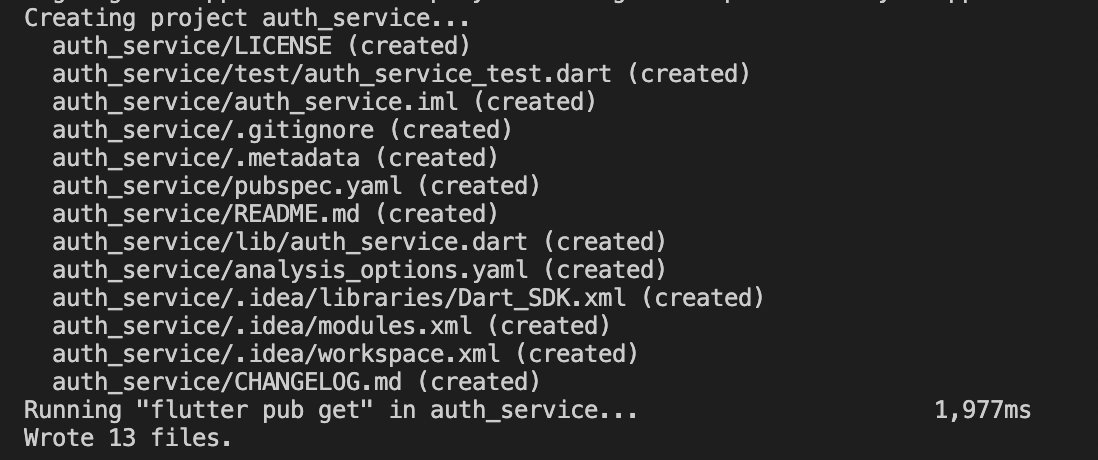 Creating project auth_service...
auth_service/LICENSE (created)
auth_service/test/auth_service_test.dart (created)
auth_service/auth_service.iml (created)
auth_service/.gitignore (created)
auth_service/.metadata (created)
auth_service/pubspec.yaml (created)
auth_service/README.md (created)
auth_service/lib/auth_service.dart (created)
auth_service/analysis_options.yaml (created)
auth_service/.idea/libraries/Dart_SDK.xml (created)
auth_service/.idea/modules.xml (created)
auth_service/.idea/workspace.xml (created)
auth_service/CHANGELOG.md (created)
Running "flutter pub get" in auth_service... 1,977ms
Wrote 13 files.